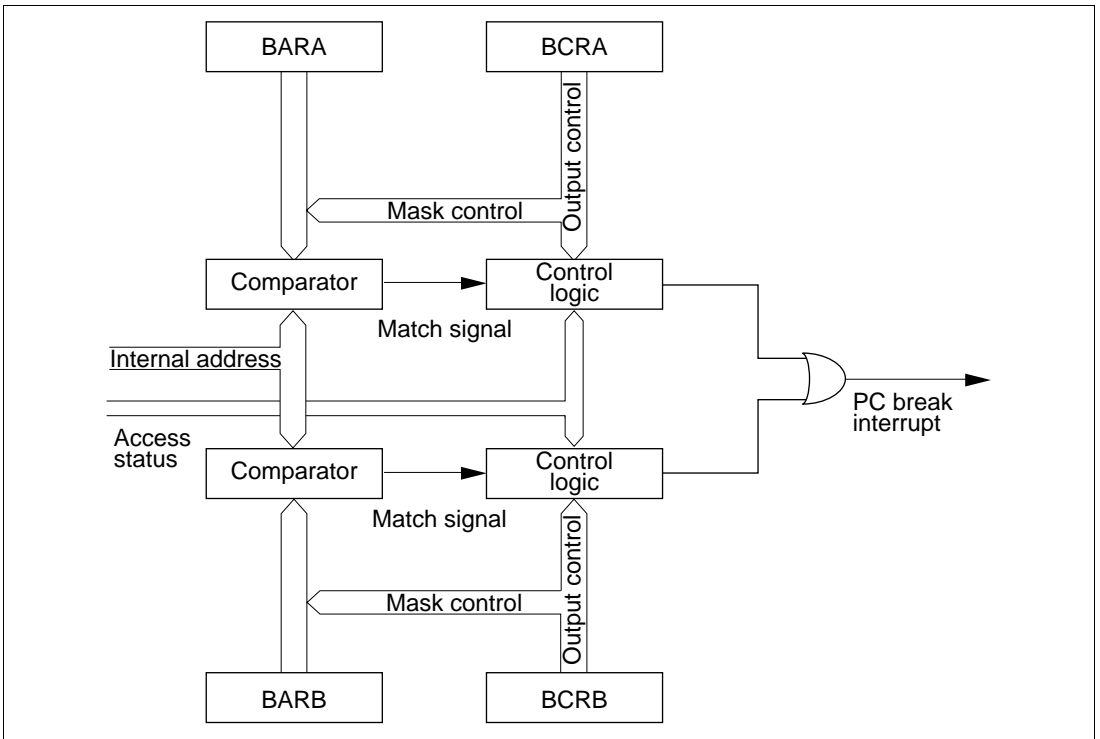 BARA
BCRA
Output control
Mask control
Comparator
Control
logic
Match signal
Internal address
Access
status
PC break
interrupt
Comparator
Control
logic
Match signal
Mask control
Output control
BARB
BCRB